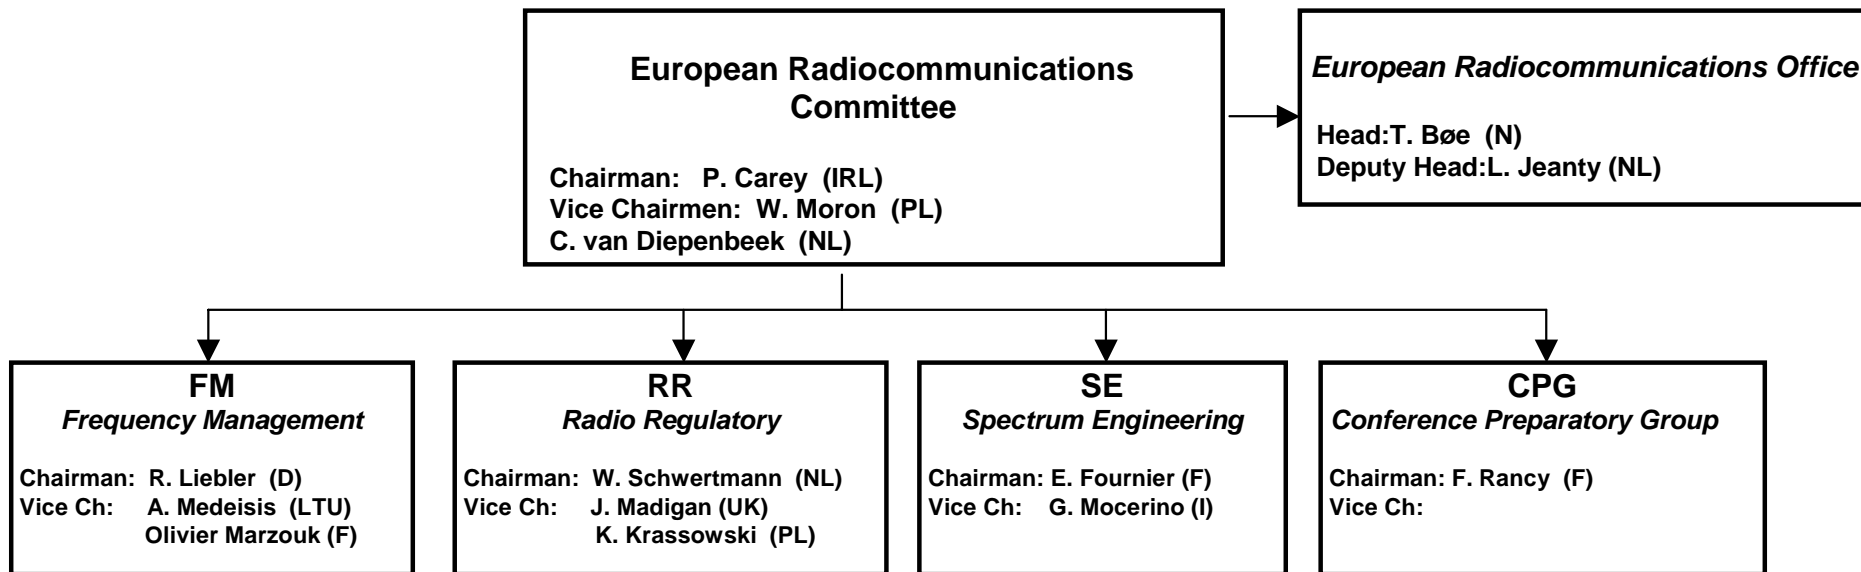 European Radiocommunications
Committee
Chairman: P. Carey (IRL)
Vice Chairmen: W. Moron (PL)
C. van Diepenbeek (NL)
European Radiocommunications Office
Head:T. Bøe (N)
Deputy Head:L. Jeanty (NL)
FM
Frequency Management
Chairman: R. Liebler (D)
Vice Ch: A. Medeisis (LTU)
Olivier Marzouk (F)
RR
Radio Regulatory
Chairman: W. Schwertmann (NL)
Vice Ch: J. Madigan (UK)
K. Krassowski (PL)
SE
Spectrum Engineering
Chairman: E. Fournier (F)
Vice Ch: G. Mocerino (I)
CPG
Conference Preparatory Group
Chairman: F. Rancy (F)
Vice Ch: